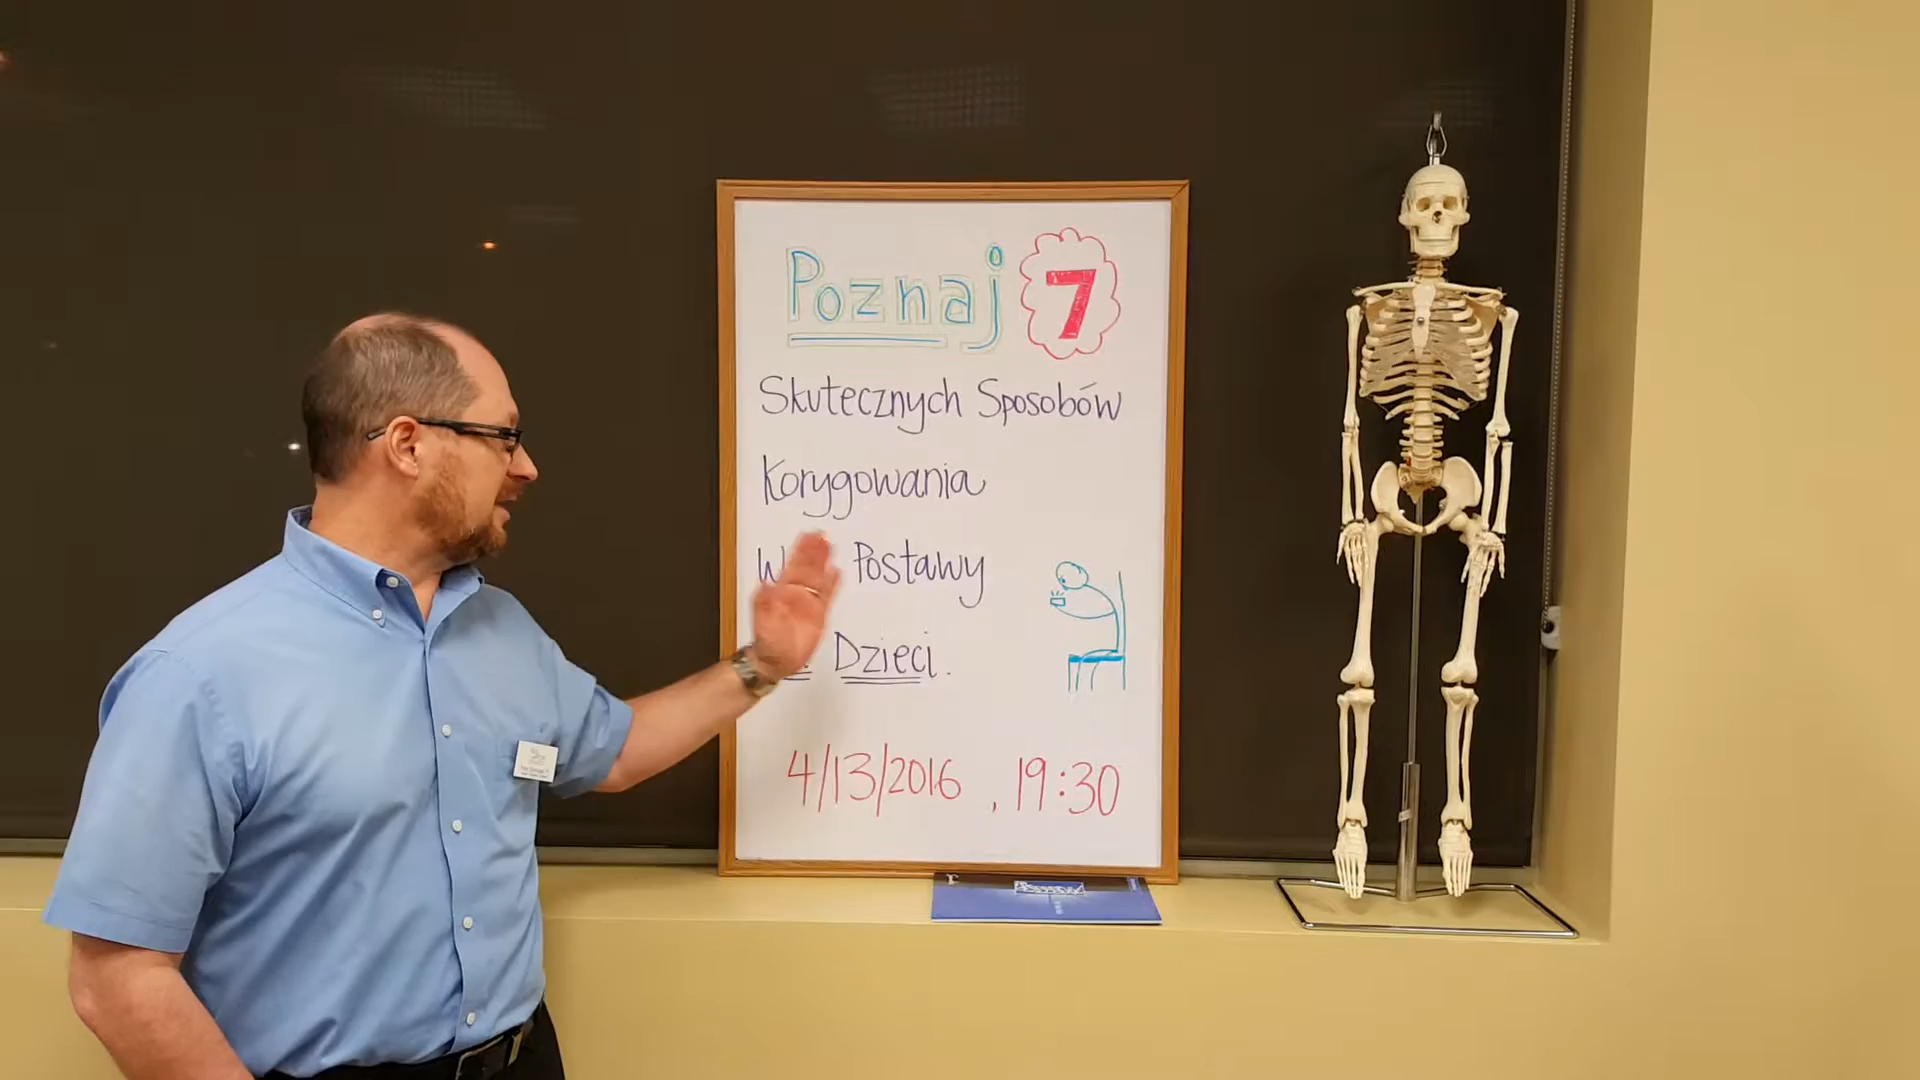 Poznaj 7
Skutecznych Sposobów
Korygowania
Postawy
Dzieci.
4/13/2016, 19:30